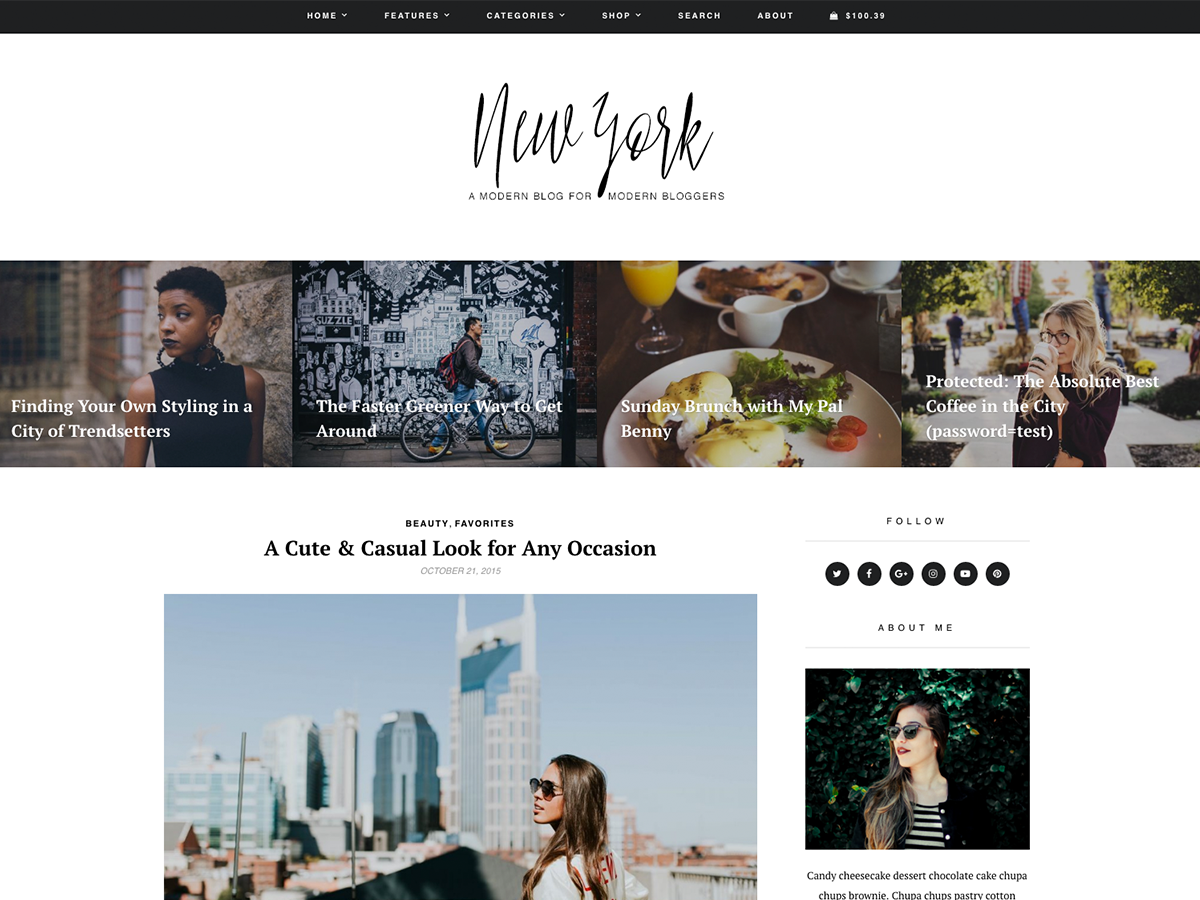 HOME FEATURES CATEGORIES SHOP SEARCH ABOUT $100.39
New York
A MODERN BLOG FOR MODERN BLOGGERS
SUZZLE
Finding Your Own Styling in a
City of Trendsetters
The Faster Greener Way to Get
Around
Sunday Brunch with My Pal
Benny
Protected: The Absolute Best
Coffee in the City
(password=test)
BEAUTY, FAVORITES
A Cute & Casual Look for Any Occasion
OCTOBER 21, 2015
FOLLOW
ABOUT ME
Candy cheesecake dessert chocolate cake chupa
chups brownie. Chupa chups pastry cotton